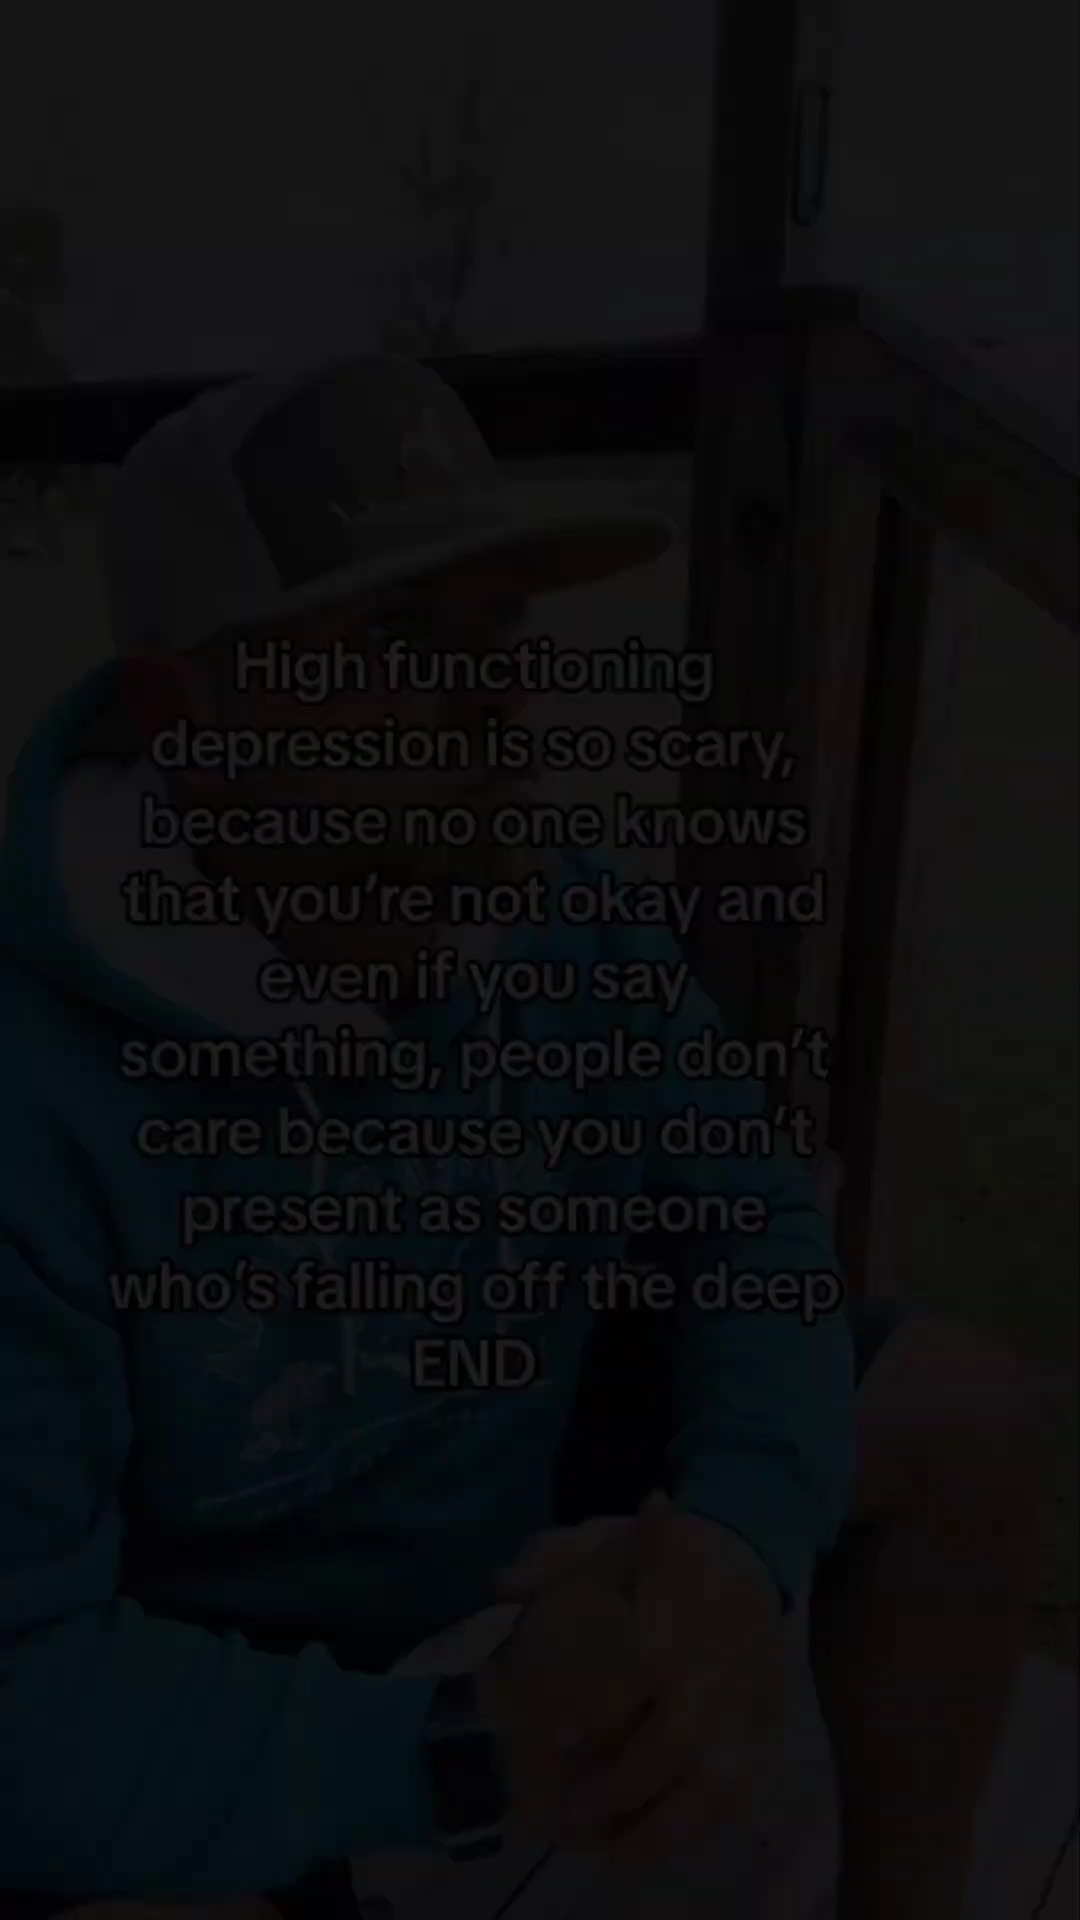 High functioning
depression is so scary,
because no one knows
that you’re not okay and
even if you say
something, people don’t
care because you don’t
present as someone
who’s falling off the deep
END